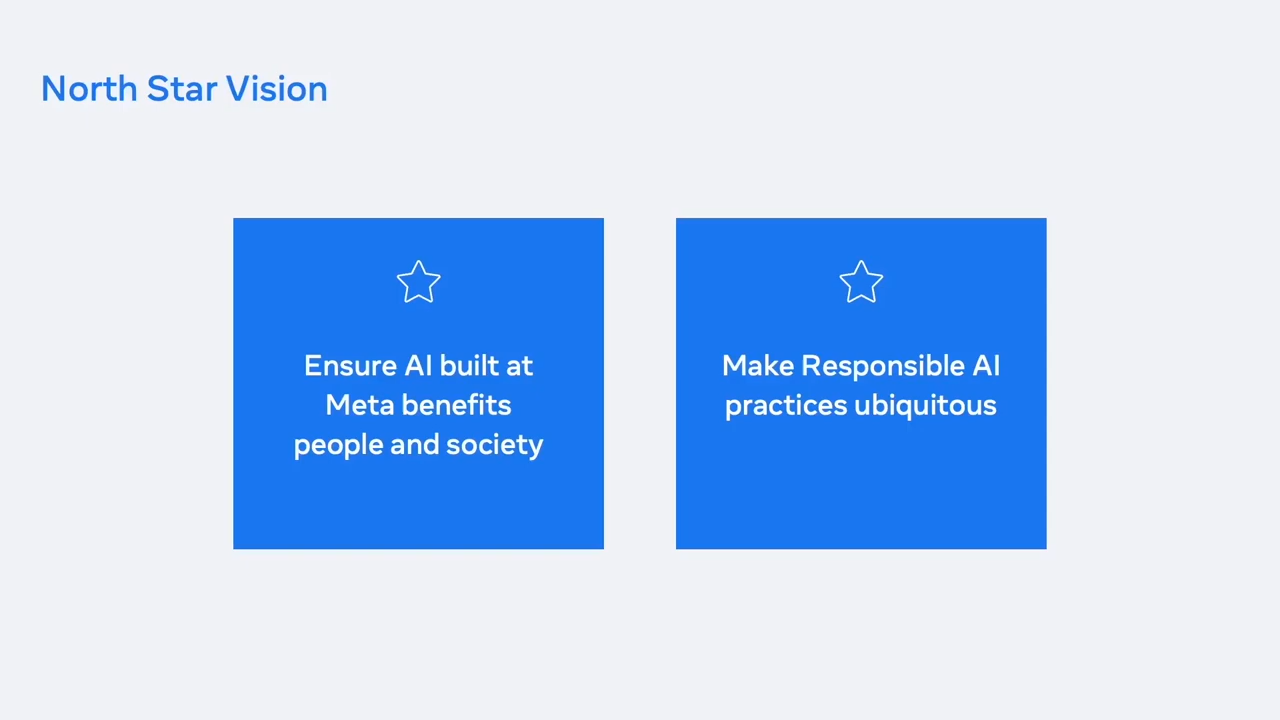 North Star Vision
Ensure AI built at
Meta benefits
people and society
Make Responsible AI
practices ubiquitous